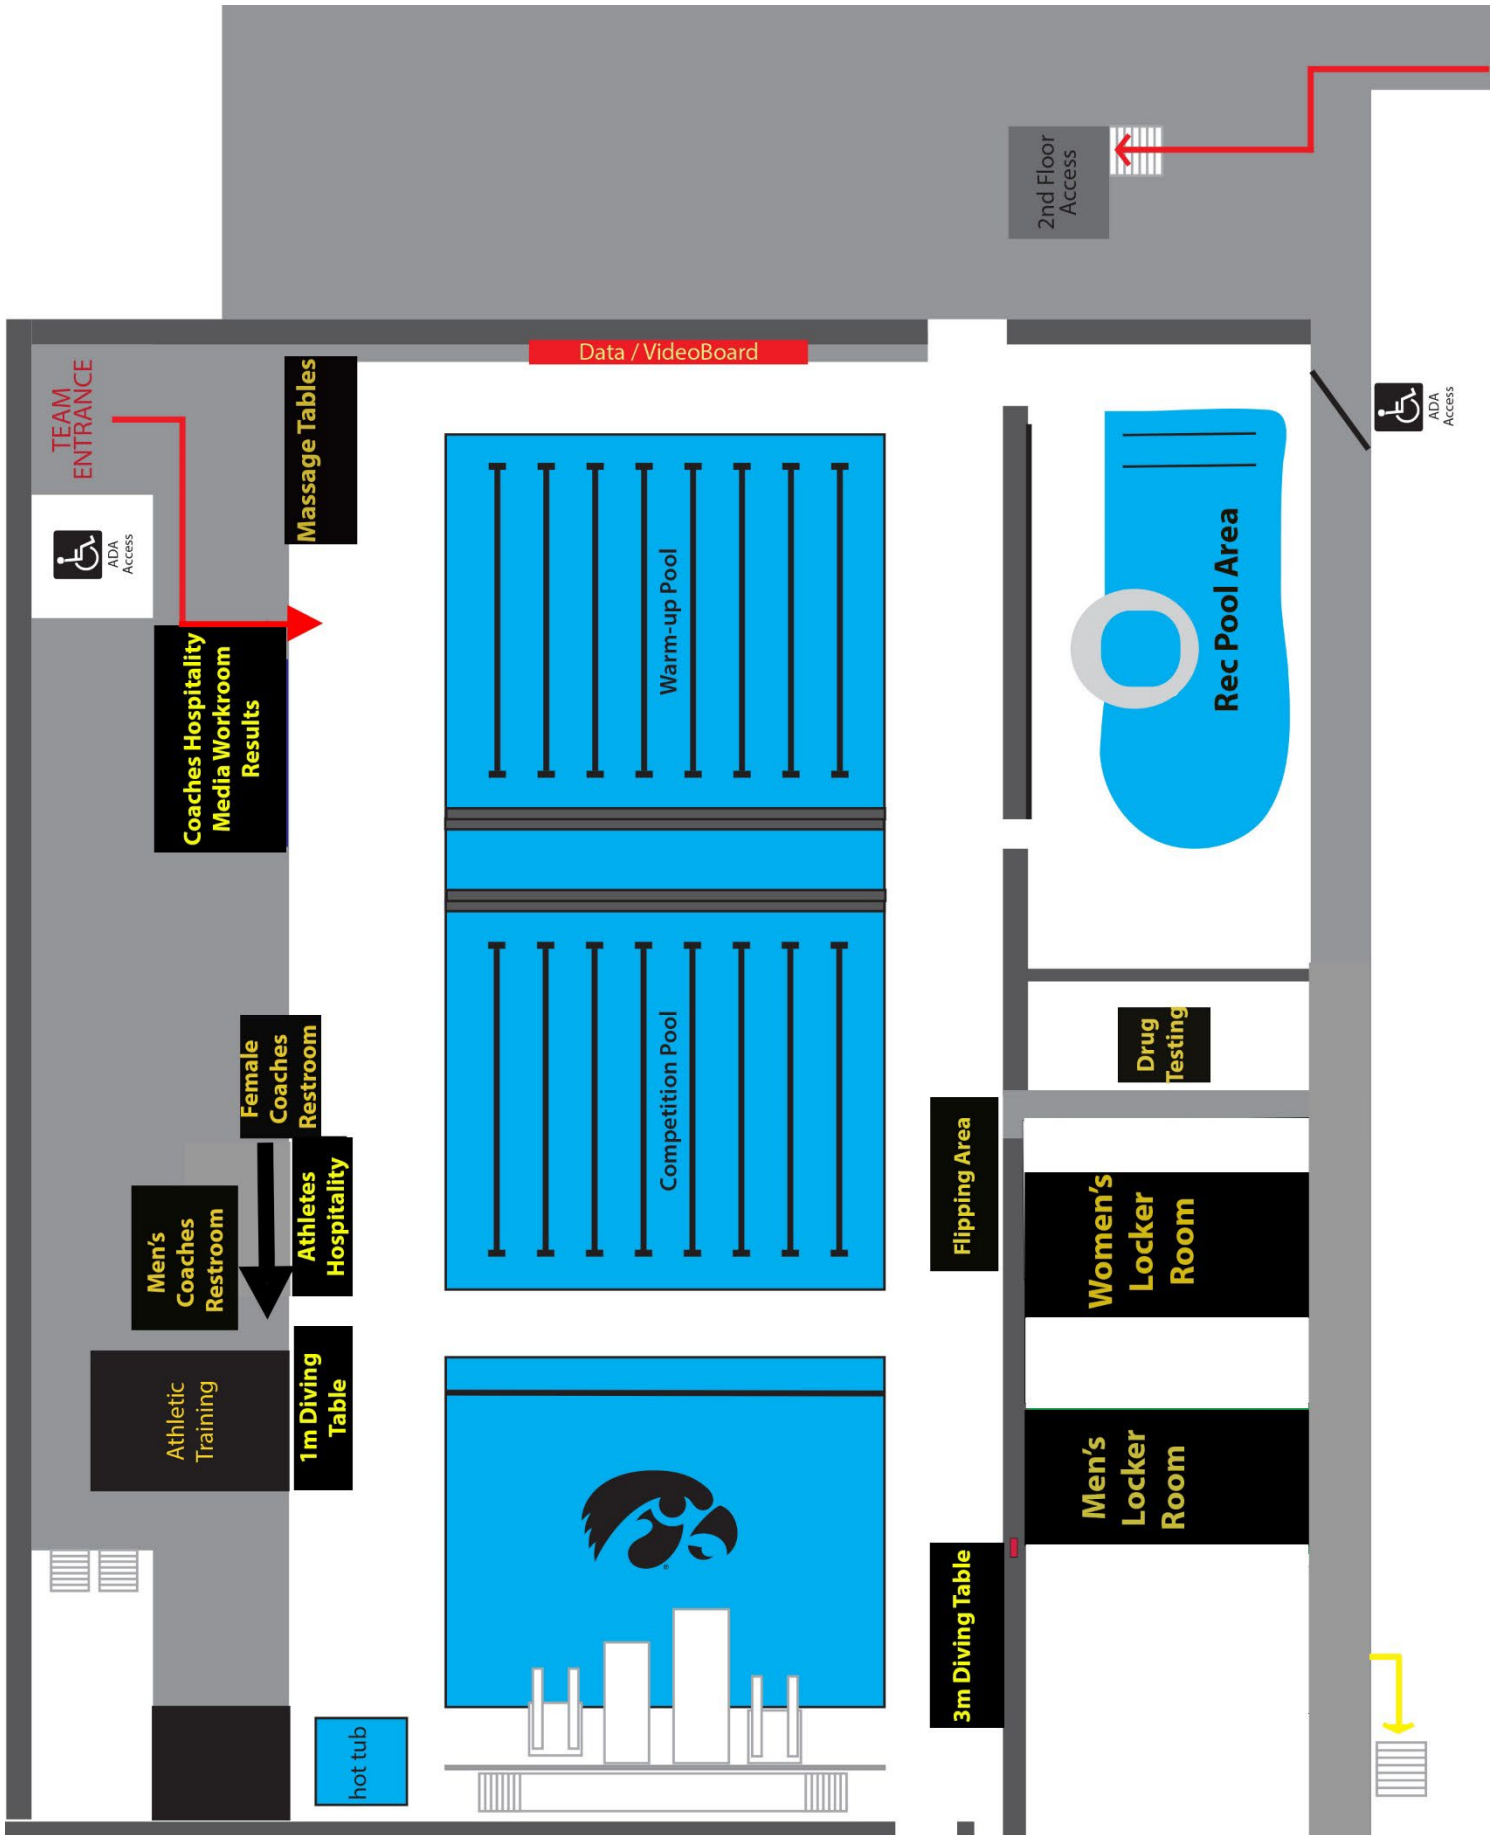 2nd Floor
Access
Data / VideoBoard
TEAM
ENTRANCE
Massage Tables
ADA
Access
ADA
Access
Coaches Hospitality
Media Workroom
Results
Warm-up Pool
Rec Pool Area
Female
Coaches
Restroom
Competition Pool
Drug
Testing
Men's
Coaches
Restroom
Athletes
Hospitality
Flipping Area
Women's
Locker
Room
Athletic
Training
1m Diving
Table
Men's
Locker
Room
3m Diving Table
hot tub